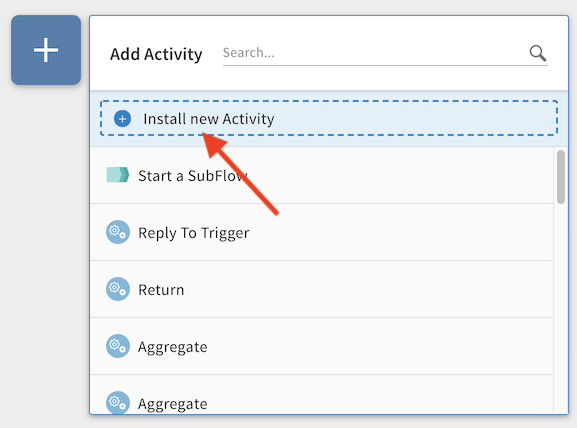 Add Activity
Search...
Install new Activity
Start a SubFlow
Reply To Trigger
Return
Aggregate
Aggregate